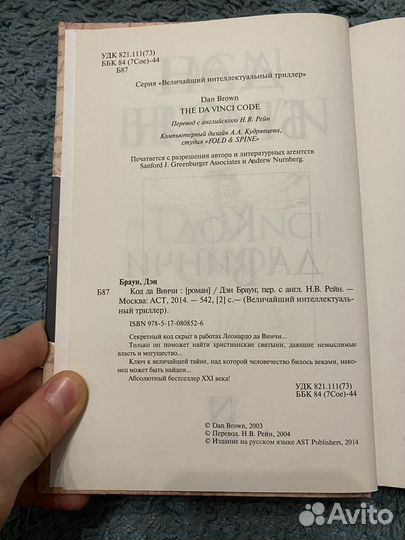 УДК 821.111(73)
ББК 84 (7Сое)-44
Б87
Серия «Величайший интеллектуальный триллер»
Dan Brown
THE DA VINCI CODE
Перевод с английского Н.В. Рейн
Компьютерный дизайн А.А. Кудрявцева,
студия «FOLD & SPINE»
Печатается с разрешения автора и литературных агентств
Sanford J. Greenburger Associates и Andrew Nurnberg.
Браун, Дэн
Б87 Код да Винчи : [роман] / Дэн Браун; пер. с англ. Н.В. Рейн. —
Москва: АСТ, 2014. — 542, [2] с.— (Величайший интеллектуаль-
ный триллер).
ISBN 978-5-17-080852-6
Секретный код скрыт в работах Леонардо да Винчи...
Только он поможет найти христианские святыни, дающие немыслимые
власть и могущество...
Ключ к величайшей тайне, над которой человечество билось веками, нако-
нец может быть найден...
Абсолютный бестселлер XXI века!
УДК 821.111(73)
ББК 84 (7Сое)-44
© Dan Brown, 2003
© Перевод. Н.В. Рейн, 2004
© Издание на русском языке AST Publishers, 2014
Avito